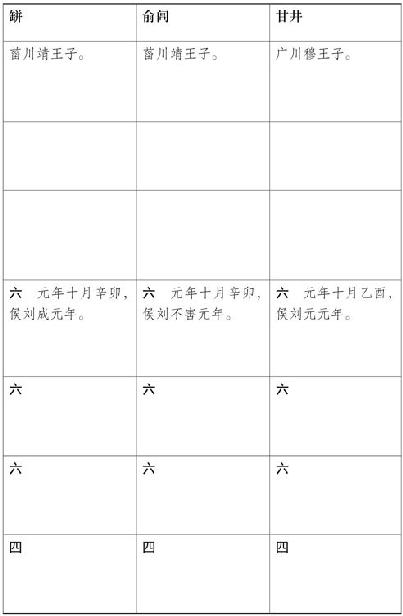 缾 俞闾 甘井
菑川靖王子。 菑川靖王子。 广川穆王子。
六 元年十月辛卯， 六 元年十月辛卯， 六 元年十月乙酉，
侯刘成元年。 侯刘不害元年。 侯刘元元年。
六 六 六
六 六 六
四 四 四